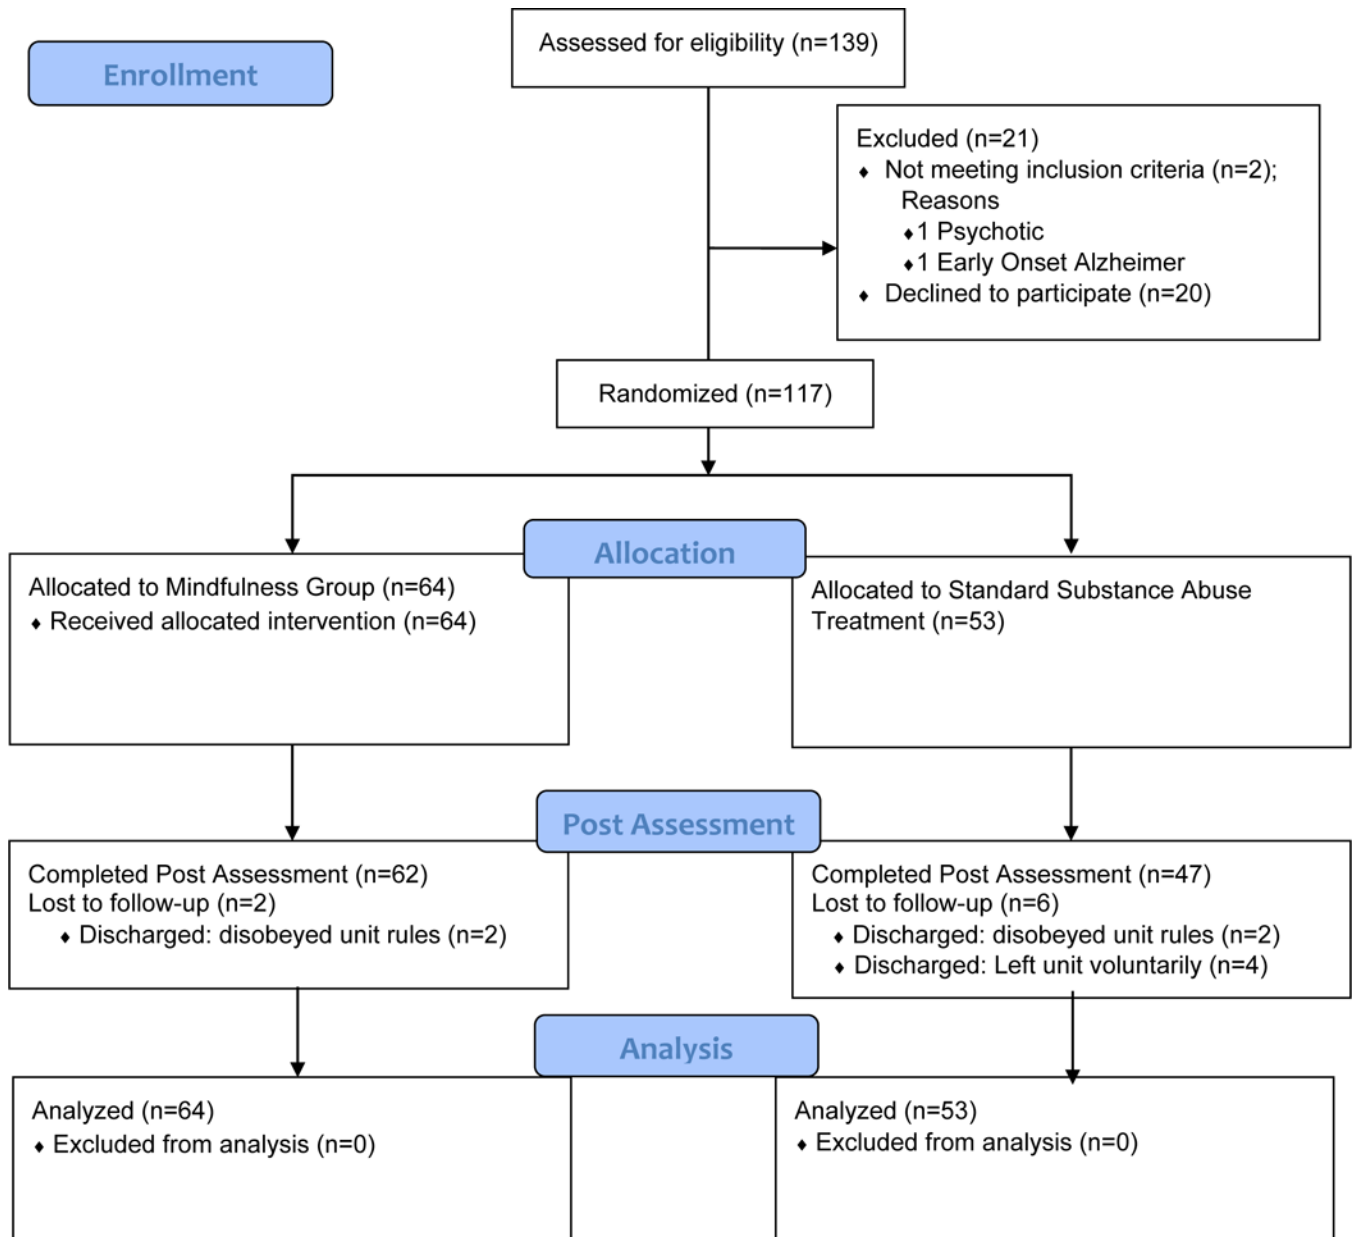 Enrollment
Assessed for eligibility (n=139)
Excluded (n=21)
⬧ Not meeting inclusion criteria (n=2);
Reasons
⬧1 Psychotic
⬧1 Early Onset Alzheimer
⬧ Declined to participate (n=20)
Randomized (n=117)
Allocation
Allocated to Mindfulness Group (n=64)
⬧ Received allocated intervention (n=64)
Allocated to Standard Substance Abuse
Treatment (n=53)
Post Assessment
Completed Post Assessment (n=62)
Lost to follow-up (n=2)
⬧ Discharged: disobeyed unit rules (n=2)
Completed Post Assessment (n=47)
Lost to follow-up (n=6)
⬧ Discharged: disobeyed unit rules (n=2)
⬧ Discharged: Left unit voluntarily (n=4)
Analysis
Analyzed (n=64)
⬧ Excluded from analysis (n=0)
Analyzed (n=53)
⬧ Excluded from analysis (n=0)